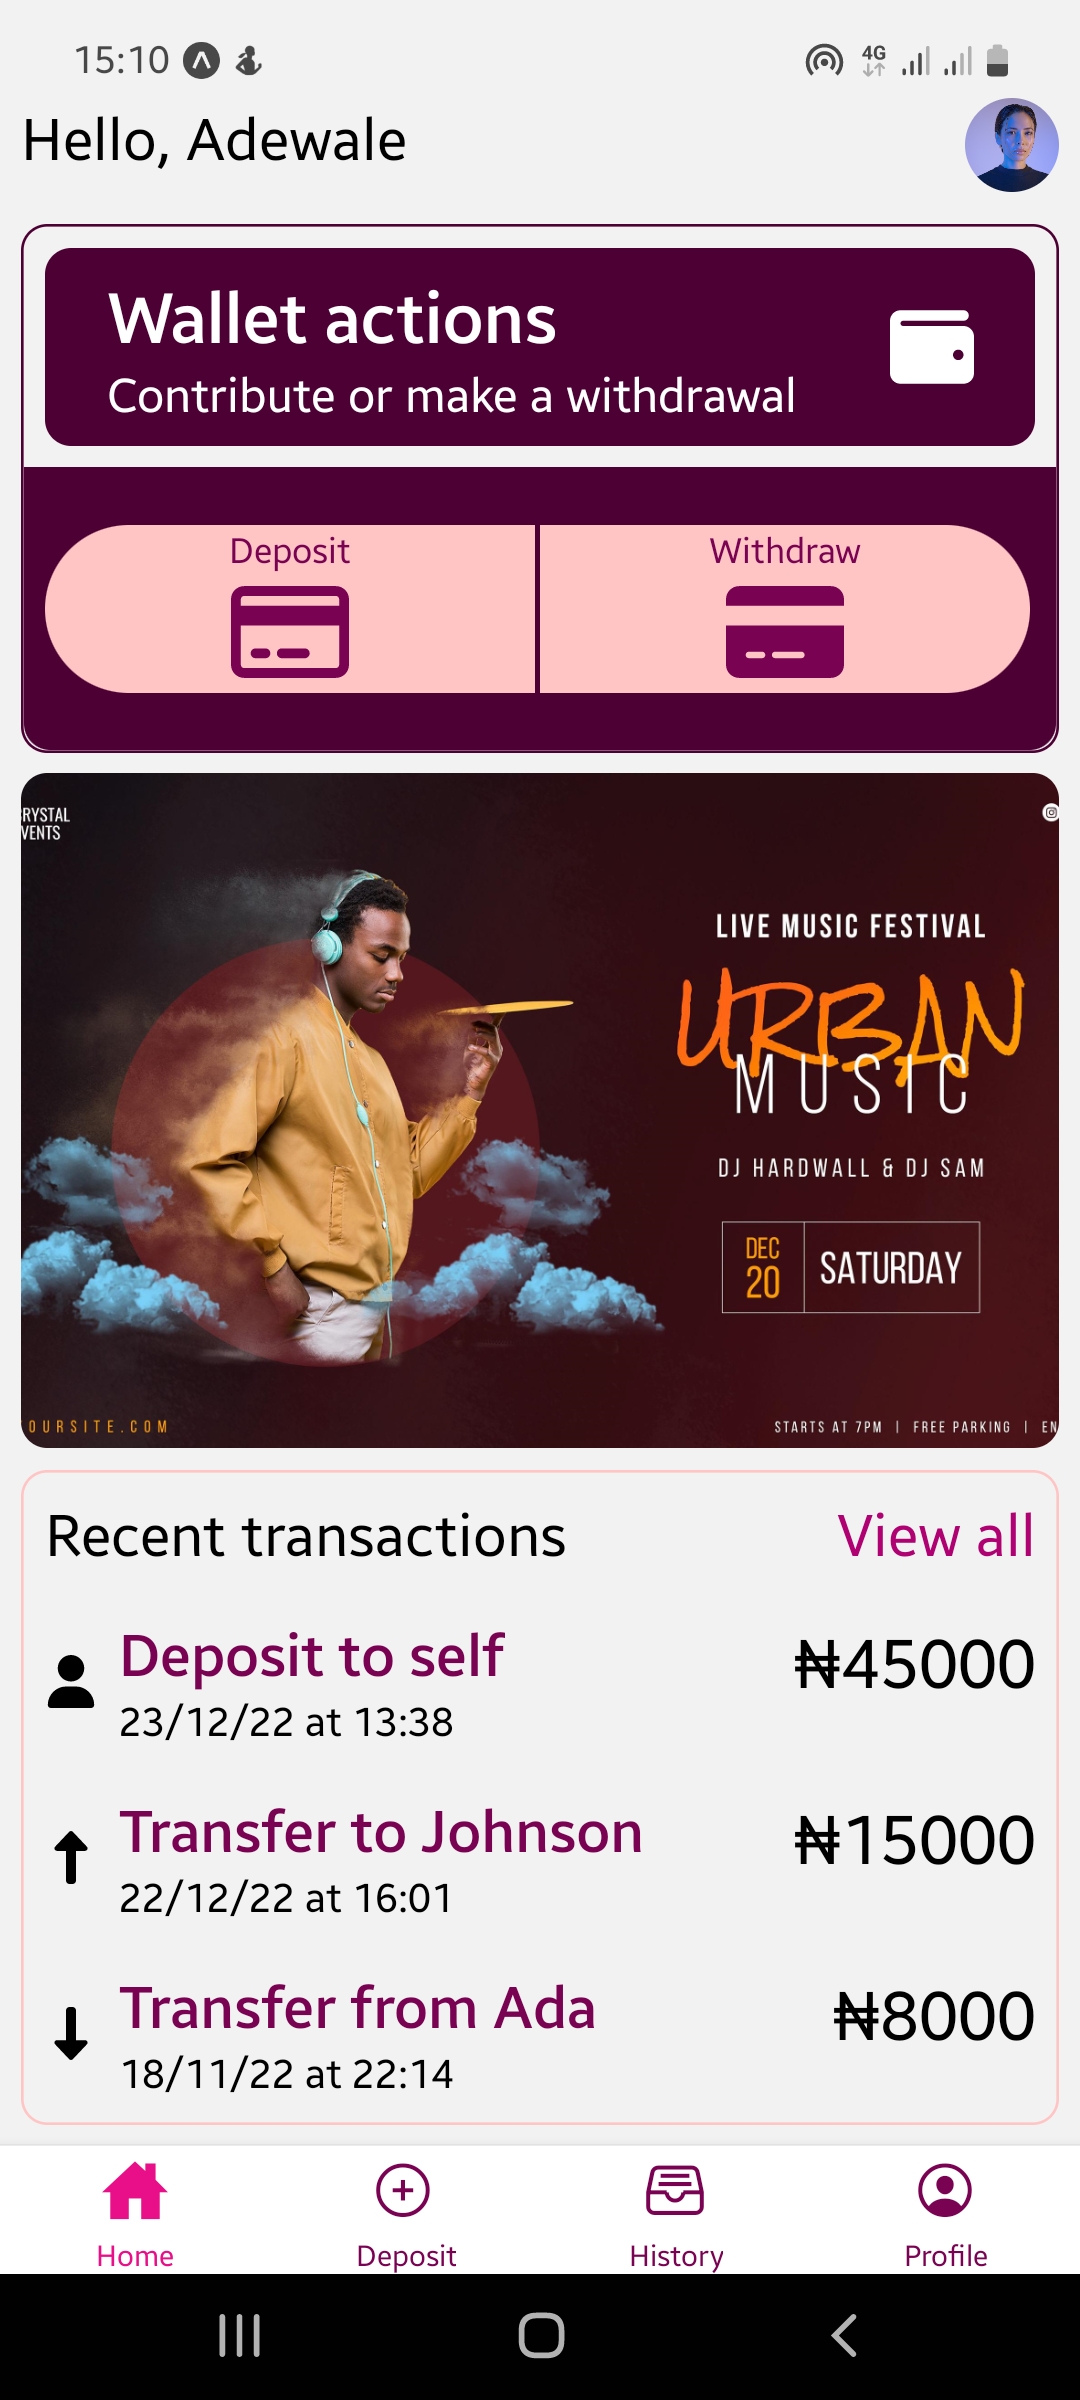 15:10
4G
Hello, Adewale
Wallet actions
Contribute or make a withdrawal
Deposit
Withdraw
RYSTAL
VENTS
LIVE MUSIC FESTIVAL
URBAN
MUSIC
DJ HARDWALL & DJ SAM
DEC
20
SATURDAY
OURSITE.COM
STARTS AT 7PM | FREE PARKING | EN
Recent transactions
View all
Deposit to self
₦45000
23/12/22 at 13:38
Transfer to Johnson
₦15000
22/12/22 at 16:01
Transfer from Ada
₦8000
18/11/22 at 22:14
Home
Deposit
History
Profile